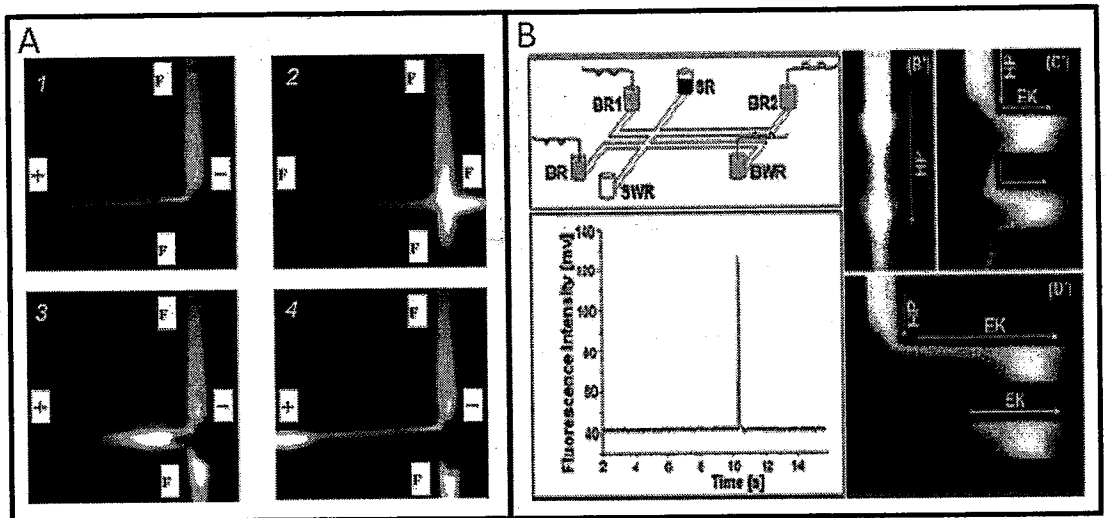 A
1
F
+
−
F
2
F
F
F
3
F
+
−
F
4
F
+
−
F
B
SR
BR1
BR2
BR
BWR
SWR
Fluorescence Intensity [mv]
140
120
100
80
60
40
2 4 6 8 10 12 14
Time [s]
(B')
HP
(C')
HP
EK
(D')
HP
EK
EK